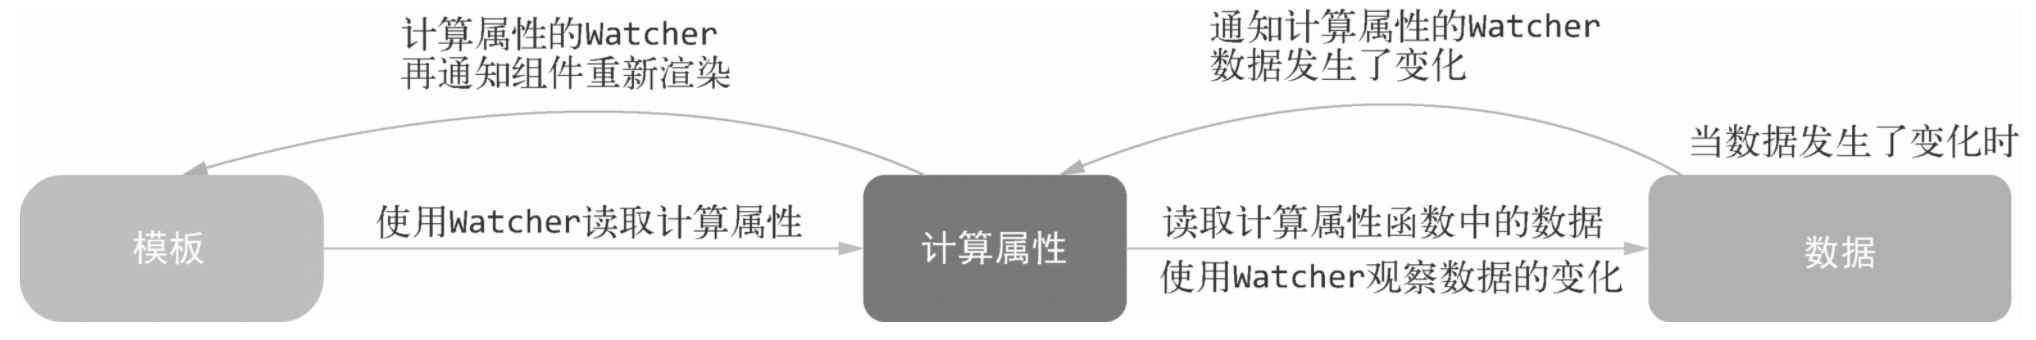 计算属性的Watcher
再通知组件重新渲染
通知计算属性的Watcher
数据发生了变化
当数据发生了变化时
模板
使用Watcher读取计算属性
计算属性
读取计算属性函数中的数据
使用Watcher观察数据的变化
数据